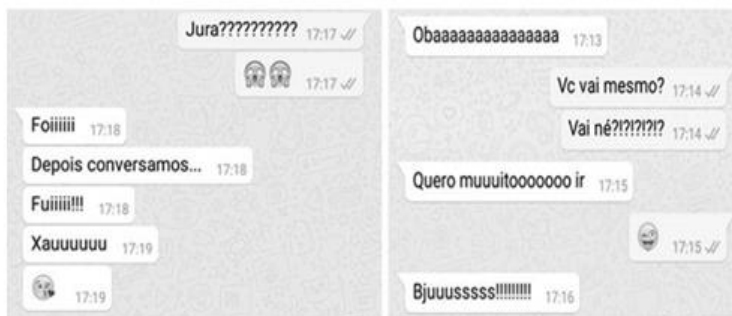 Jura?????????? 17:17
17:17
Foiiiiii 17:18
Depois conversamos... 17:18
Fuiiiii!!! 17:18
Xauuuuuu 17:19
17:19
Obaaaaaaaaaaaaaaa 17:13
Vc vai mesmo? 17:14
Vai né?!?!?!?!? 17:14
Quero muuuitooooooo ir 17:15
17:15
Bjuuusssss!!!!!!!!! 17:16